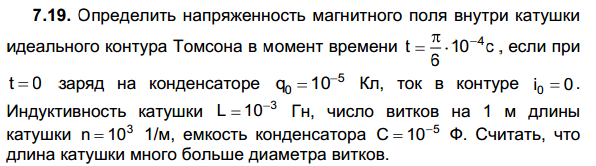 7.19. Определить напряженность магнитного поля внутри катушки
идеального контура Томсона в момент времени t = π/6 · 10⁻⁴ с , если при
t = 0 заряд на конденсаторе q₀ = 10⁻⁵ Кл, ток в контуре i₀ = 0.
Индуктивность катушки L = 10⁻³ Гн, число витков на 1 м длины
катушки n = 10³ 1/м, емкость конденсатора C = 10⁻⁵ Ф. Считать, что
длина катушки много больше диаметра витков.